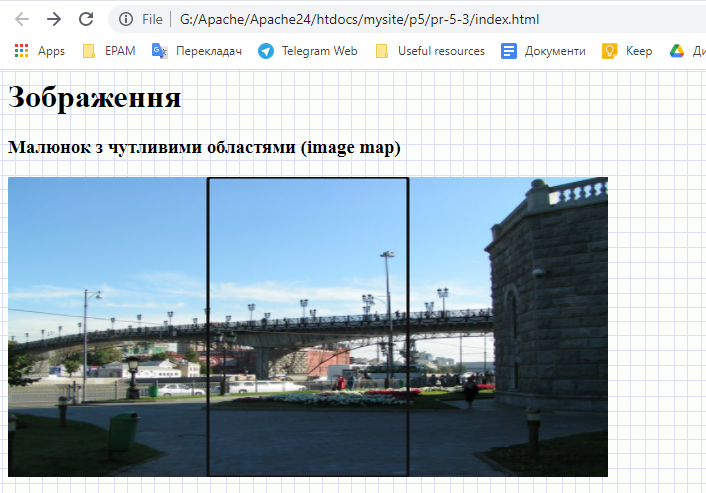 File G:/Apache/Apache24/htdocs/mysite/p5/pr-5-3/index.html
Apps EPAM Перекладач Telegram Web Useful resources Документи Keep Ди
Зображення
Малюнок з чутливими областями (image map)